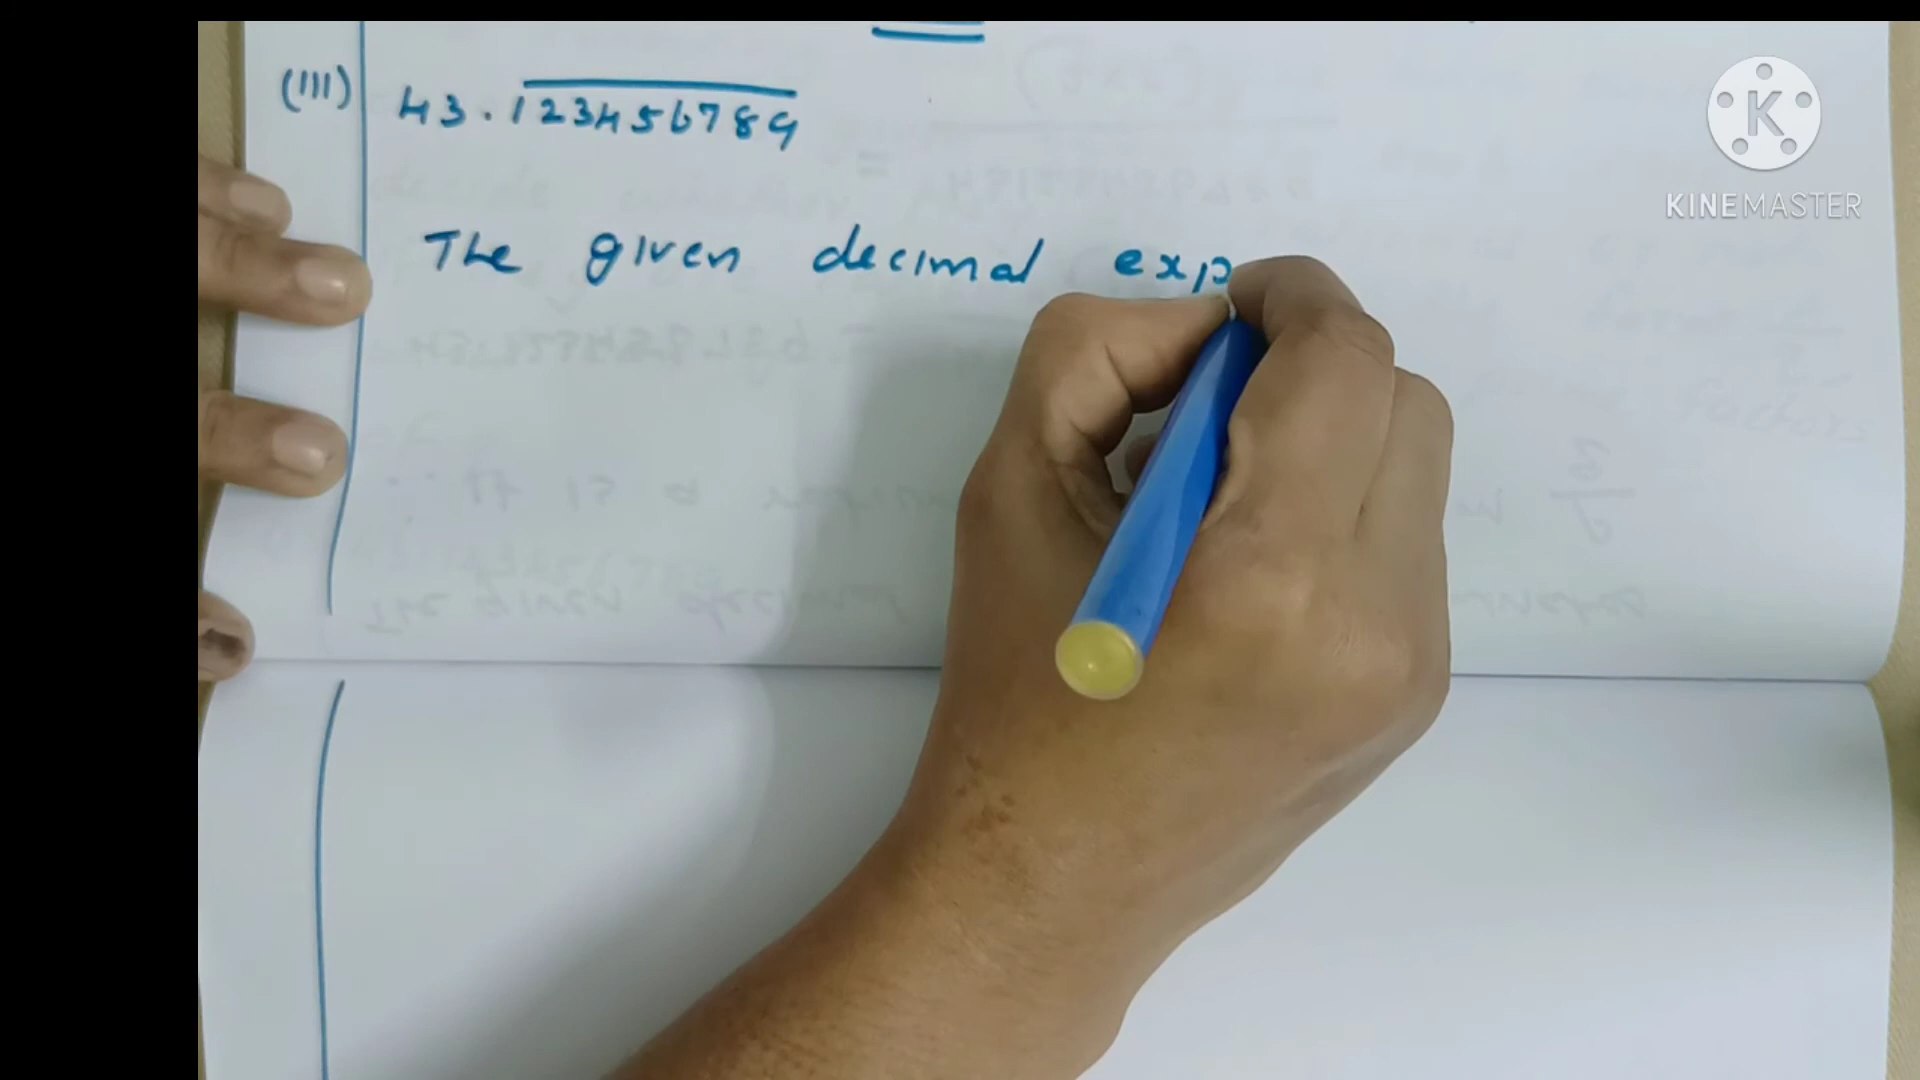 (III) 43.123456789
The given decimal exp
K
KINEMASTER